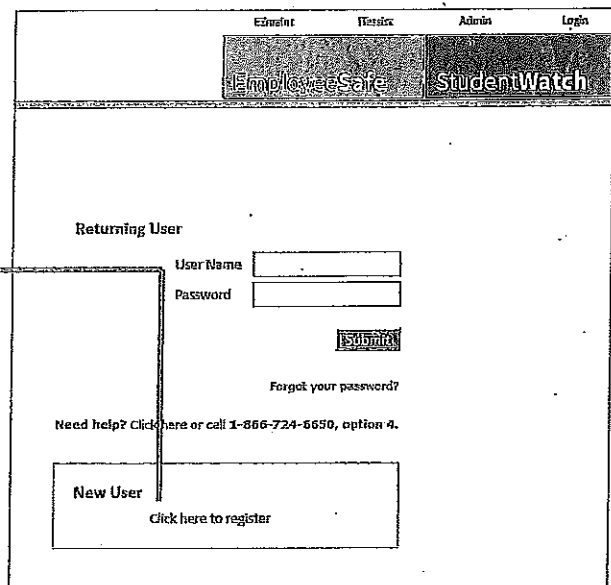 Admin Login
EmployeeSafe StudentWatch
Returning User
User Name
Password
Submit
Forgot your password?
Need help? Click here or call 1-866-724-6650, option 4.
New User
Click here to register